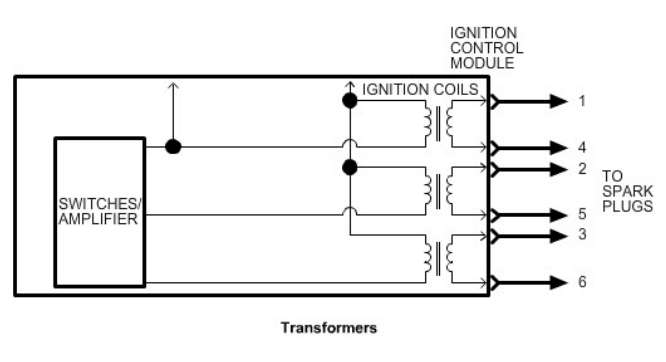 IGNITION
CONTROL
MODULE
IGNITION COILS
1
4
2
TO
SPARK
PLUGS
SWITCHES/
AMPLIFIER
5
3
6
Transformers